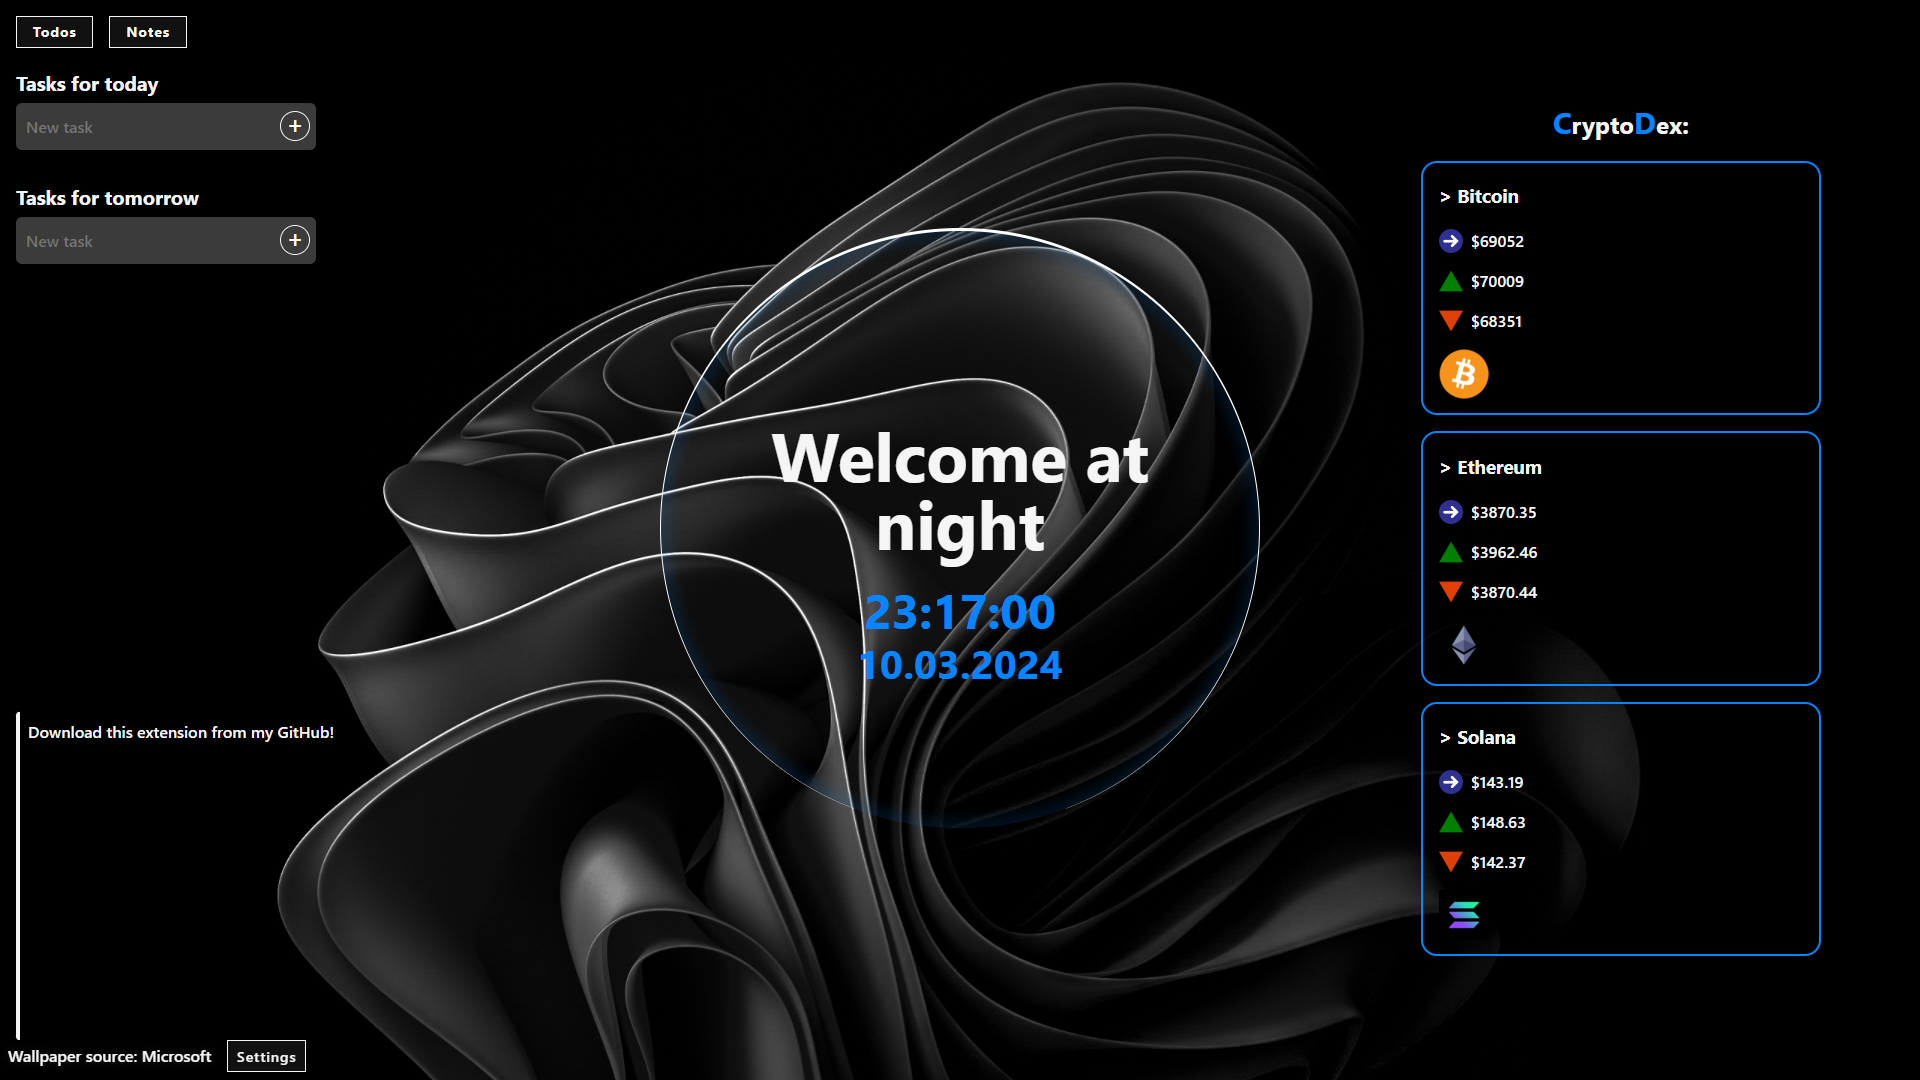 Todos
Notes
Tasks for today
New task
+
Tasks for tomorrow
New task
+
Download this extension from my GitHub!
Wallpaper source: Microsoft
Settings
Welcome at
night
23:17:00
10.03.2024
CryptoDex:
> Bitcoin
$69052
$70009
$68351
> Ethereum
$3870.35
$3962.46
$3870.44
> Solana
$143.19
$148.63
$142.37